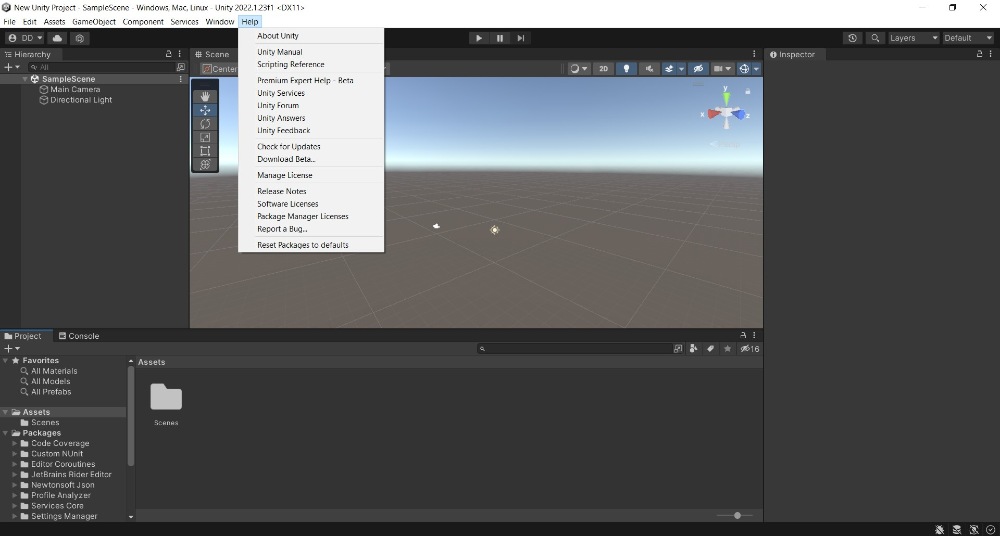 New Unity Project - SampleScene - Windows, Mac, Linux - Unity 2022.1.23f1 <DX11>
File Edit Assets GameObject Component Services Window Help
DD
Layers
Default
About Unity
Unity Manual
Scripting Reference
Premium Expert Help - Beta
Unity Services
Unity Forum
Unity Answers
Unity Feedback
Check for Updates
Download Beta...
Manage License
Release Notes
Software Licenses
Package Manager Licenses
Report a Bug...
Reset Packages to defaults
Hierarchy
All
SampleScene
Main Camera
Directional Light
Scene
Center
2D
y
x
z
Persp
Inspector
Project
Console
16
Favorites
All Materials
All Models
All Prefabs
Assets
Scenes
Packages
Code Coverage
Custom NUnit
Editor Coroutines
JetBrains Rider Editor
Newtonsoft Json
Profile Analyzer
Services Core
Settings Manager
Assets
Scenes